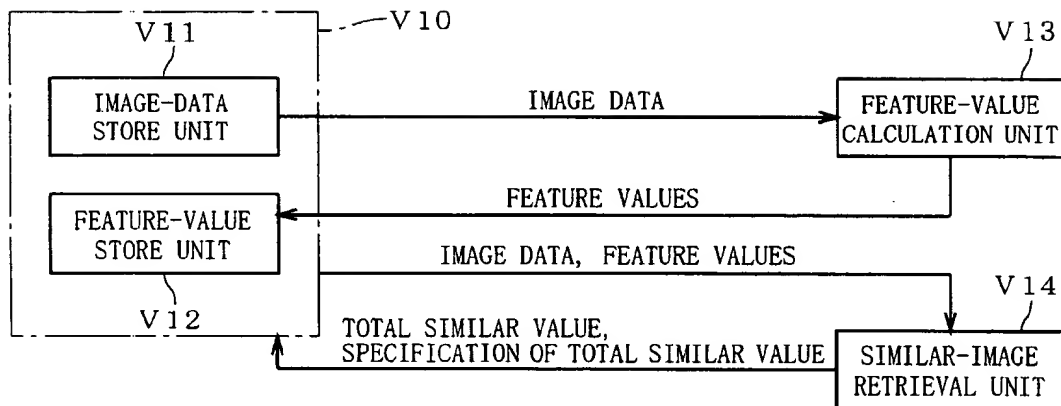 V10
V11
V13
IMAGE-DATA
STORE UNIT
IMAGE DATA
FEATURE-VALUE
CALCULATION UNIT
FEATURE-VALUE
STORE UNIT
FEATURE VALUES
IMAGE DATA, FEATURE VALUES
V12
V14
TOTAL SIMILAR VALUE,
SPECIFICATION OF TOTAL SIMILAR VALUE
SIMILAR-IMAGE
RETRIEVAL UNIT